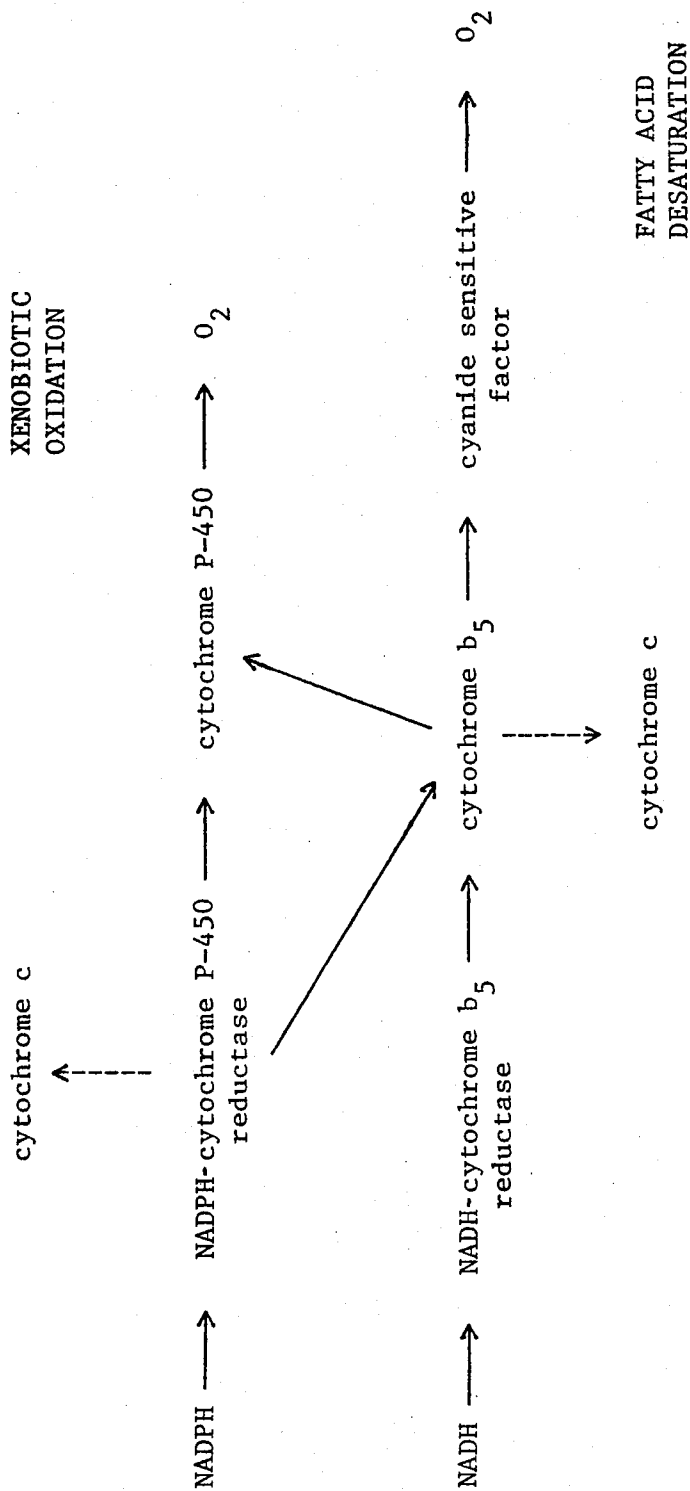 XENOBIOTIC
OXIDATION
cytochrome c
NADPH → NADPH-cytochrome P-450 → cytochrome P-450 → O2
reductase
NADH → NADH-cytochrome b5 → cytochrome b5 → cyanide sensitive → O2
reductase
factor
cytochrome c
FATTY ACID
DESATURATION